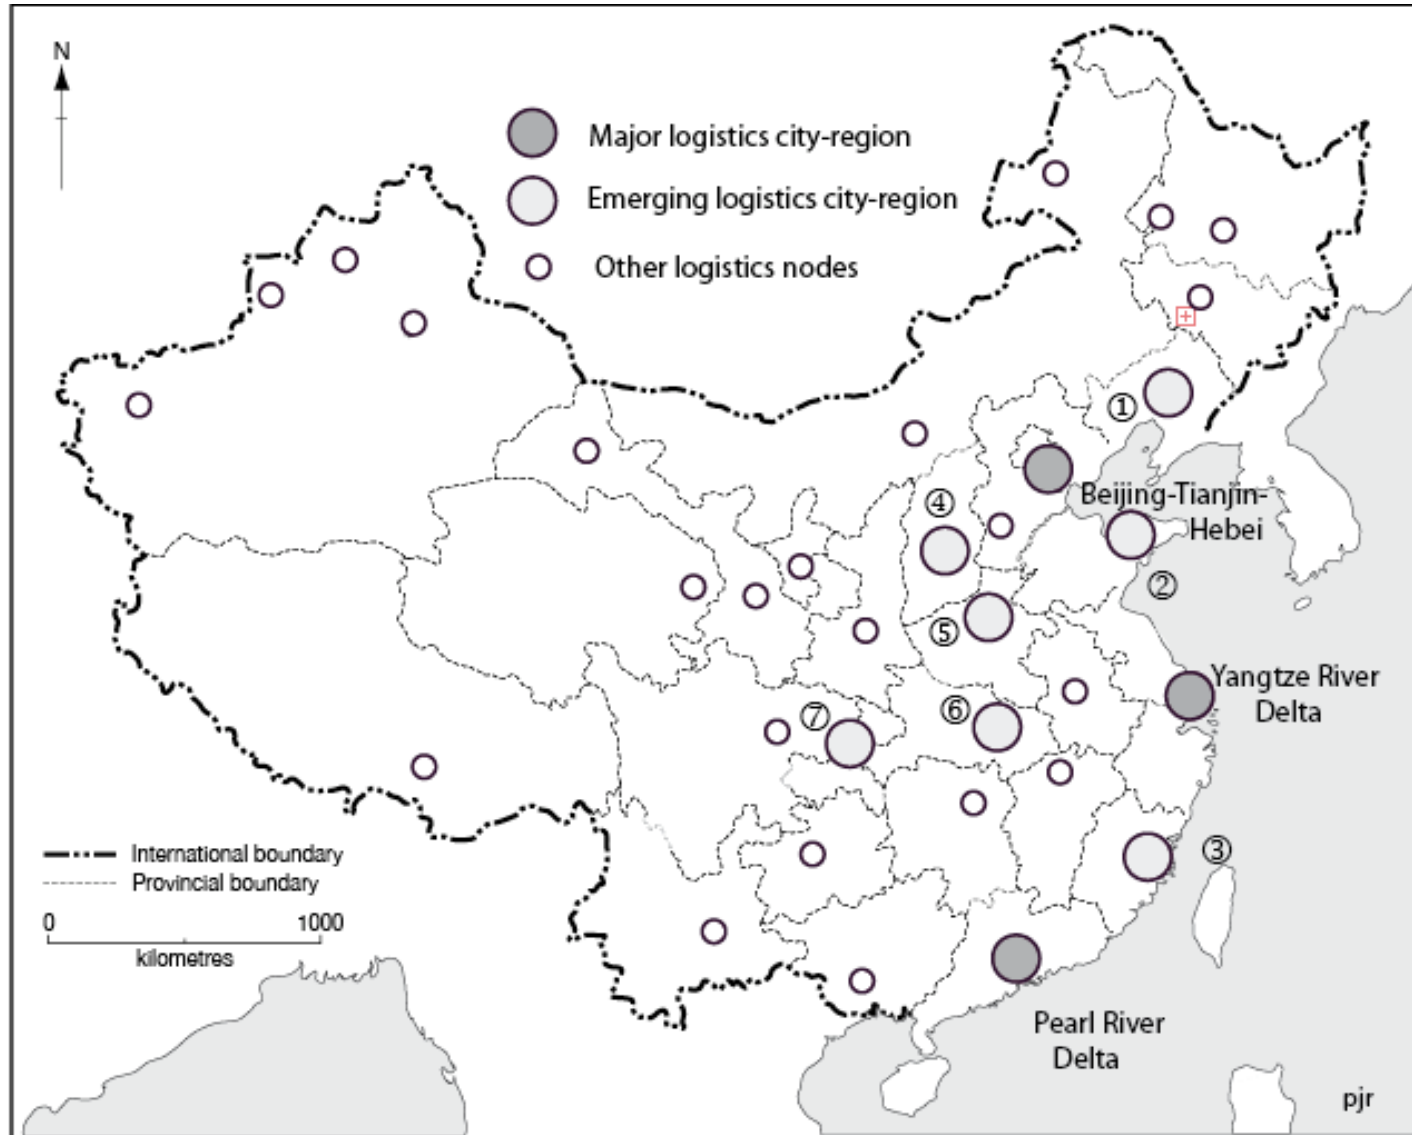 N
Major logistics city-region
Emerging logistics city-region
Other logistics nodes
①
④
Beijing-Tianjin-
Hebei
②
⑤
Yangtze River
Delta
⑥
⑦
③
International boundary
Provincial boundary
0 1000
kilometres
Pearl River
Delta
pjr